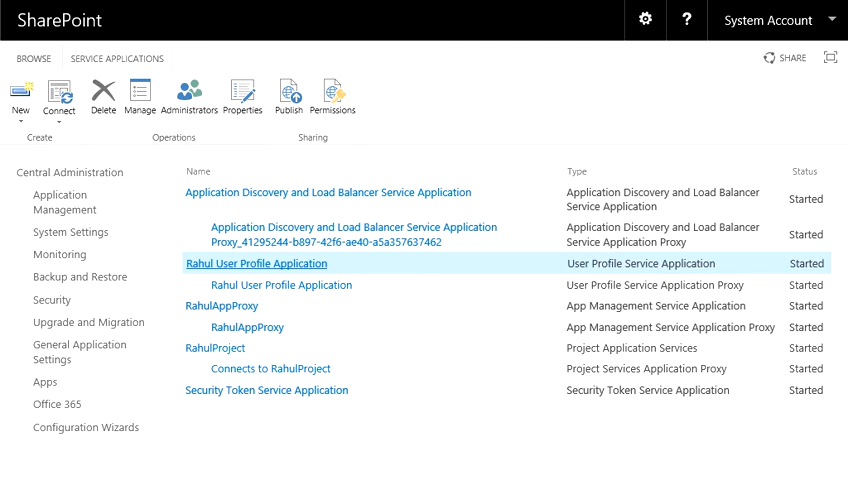 SharePoint
?
System Account
BROWSE
SERVICE APPLICATIONS
SHARE
New
Connect
Delete
Manage
Administrators
Properties
Publish
Permissions
Create
Operations
Sharing
Central Administration
Application
Management
System Settings
Monitoring
Backup and Restore
Security
Upgrade and Migration
General Application
Settings
Apps
Office 365
Configuration Wizards
Name Type Status
Application Discovery and Load Balancer Service Application
Application Discovery and Load Balancer
Service Application
Started
Application Discovery and Load Balancer Service Application
Proxy_41295244-b897-42f6-ae40-a5a357637462
Application Discovery and Load Balancer
Service Application Proxy
Started
Rahul User Profile Application User Profile Service Application Started
Rahul User Profile Application User Profile Service Application Proxy Started
RahulAppProxy App Management Service Application Started
RahulAppProxy App Management Service Application Proxy Started
RahulProject Project Application Services Started
Connects to RahulProject Project Services Application Proxy Started
Security Token Service Application Security Token Service Application Started